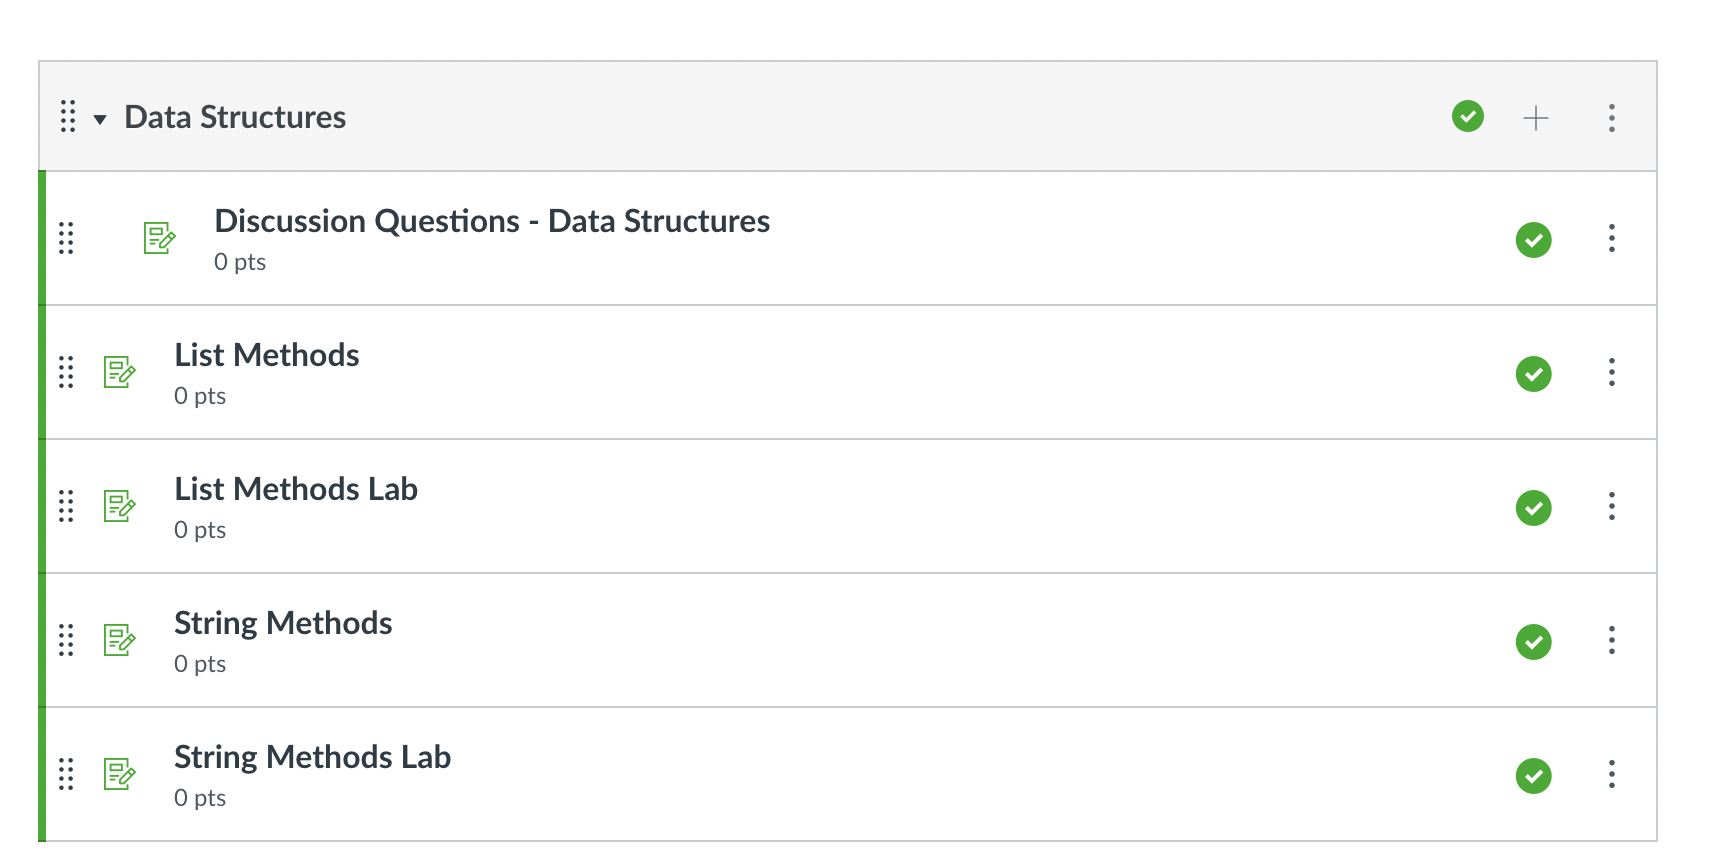 Data Structures
Discussion Questions - Data Structures
0 pts
List Methods
0 pts
List Methods Lab
0 pts
String Methods
0 pts
String Methods Lab
0 pts